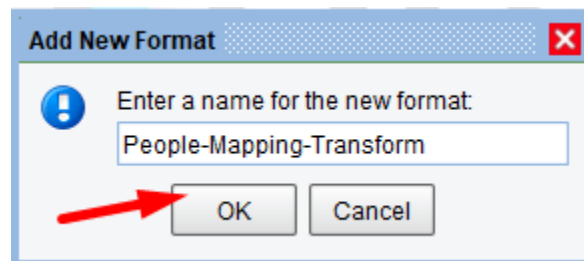 Add New Format
Enter a name for the new format:
People-Mapping-Transform
OK Cancel